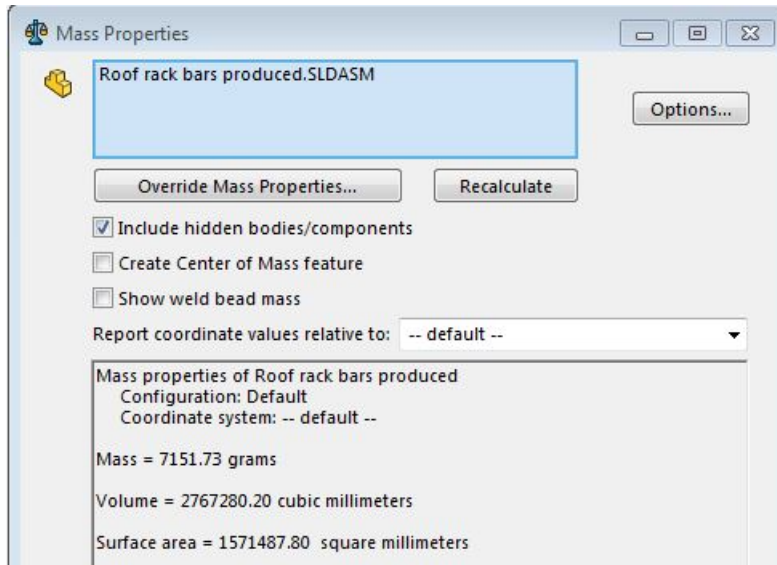 Mass Properties
Roof rack bars produced.SLDASM
Options...
Override Mass Properties...
Recalculate
Include hidden bodies/components
Create Center of Mass feature
Show weld bead mass
Report coordinate values relative to: -- default --
Mass properties of Roof rack bars produced
Configuration: Default
Coordinate system: -- default --
Mass = 7151.73 grams
Volume = 2767280.20 cubic millimeters
Surface area = 1571487.80 square millimeters